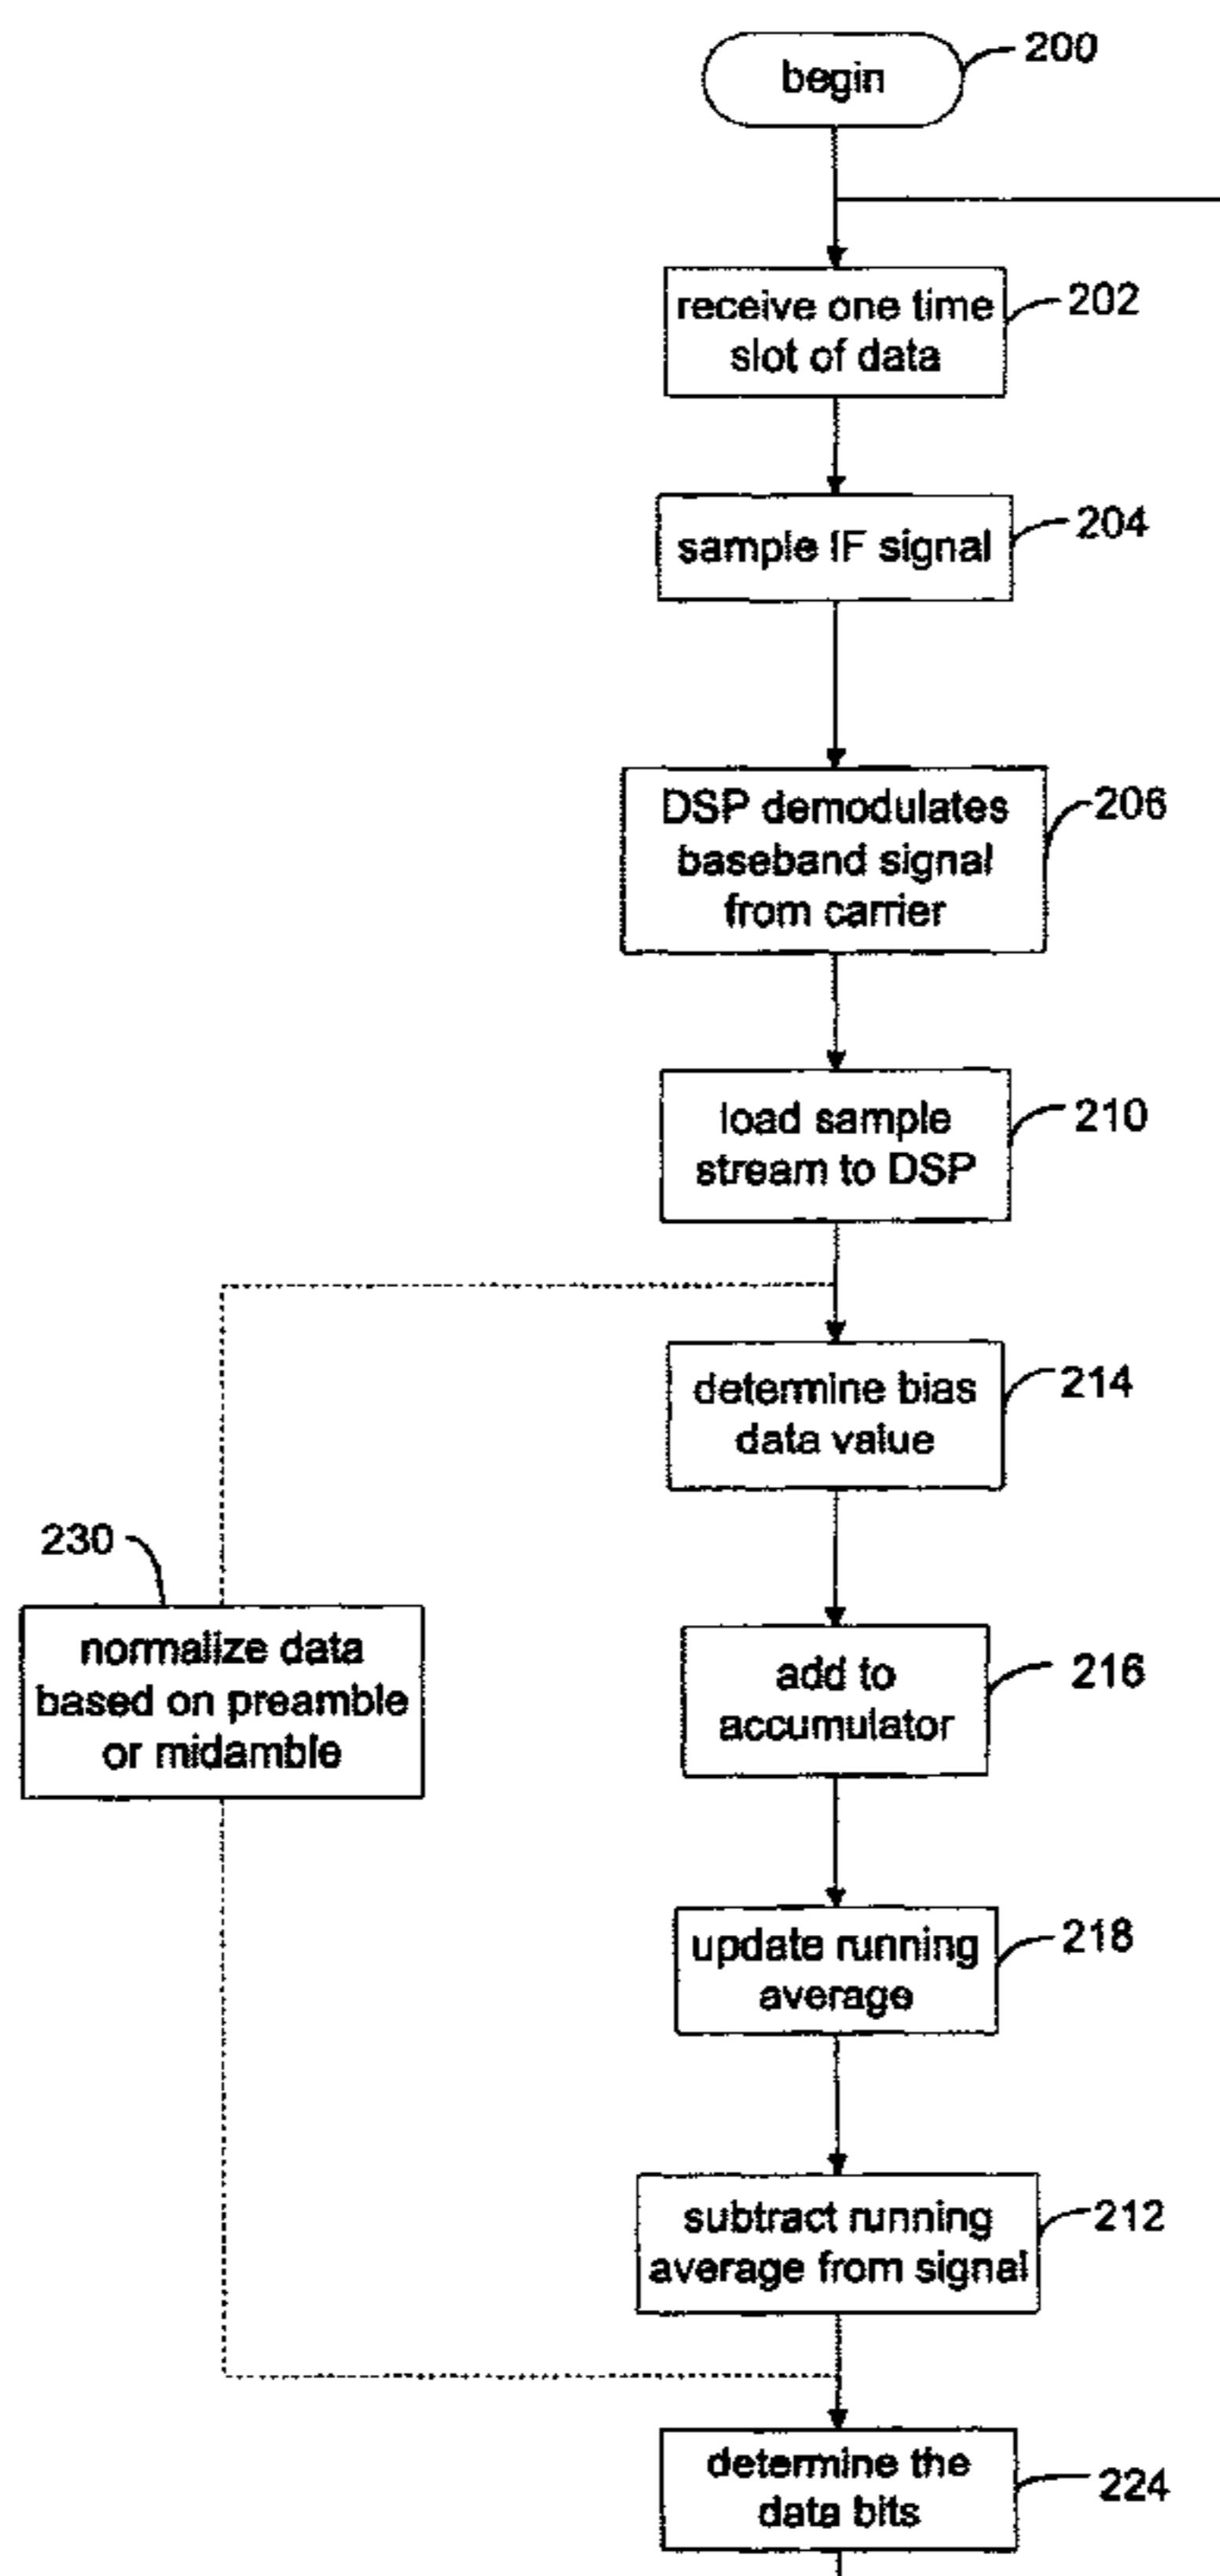 begin
200
receive one time
slot of data
202
sample IF signal
204
DSP demodulates
baseband signal
from carrier
206
load sample
stream to DSP
210
determine bias
data value
214
230
normalize data
based on preamble
or midamble
add to
accumulator
216
update running
average
218
subtract running
average from signal
212
determine the
data bits
224